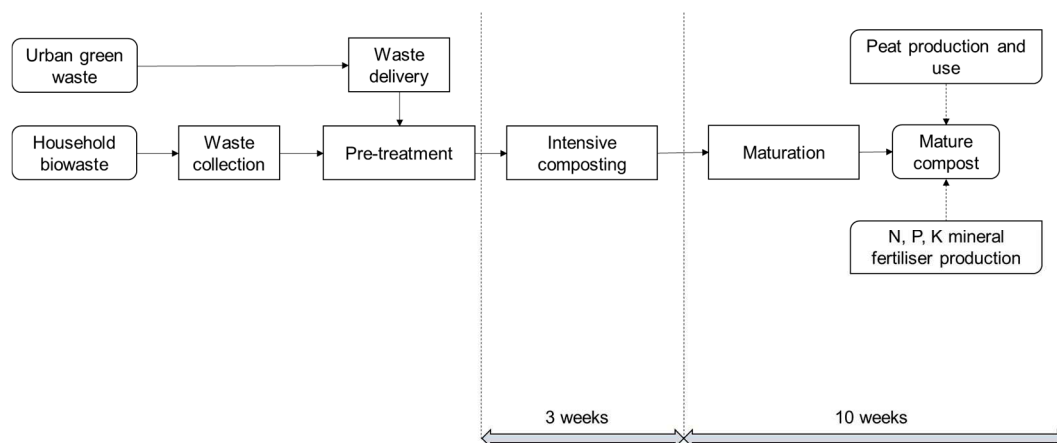 Urban green
waste
Waste
delivery
Peat production and
use
Household
biowaste
Waste
collection
Pre-treatment
Intensive
composting
Maturation
Mature
compost
N, P, K mineral
fertiliser production
3 weeks
10 weeks